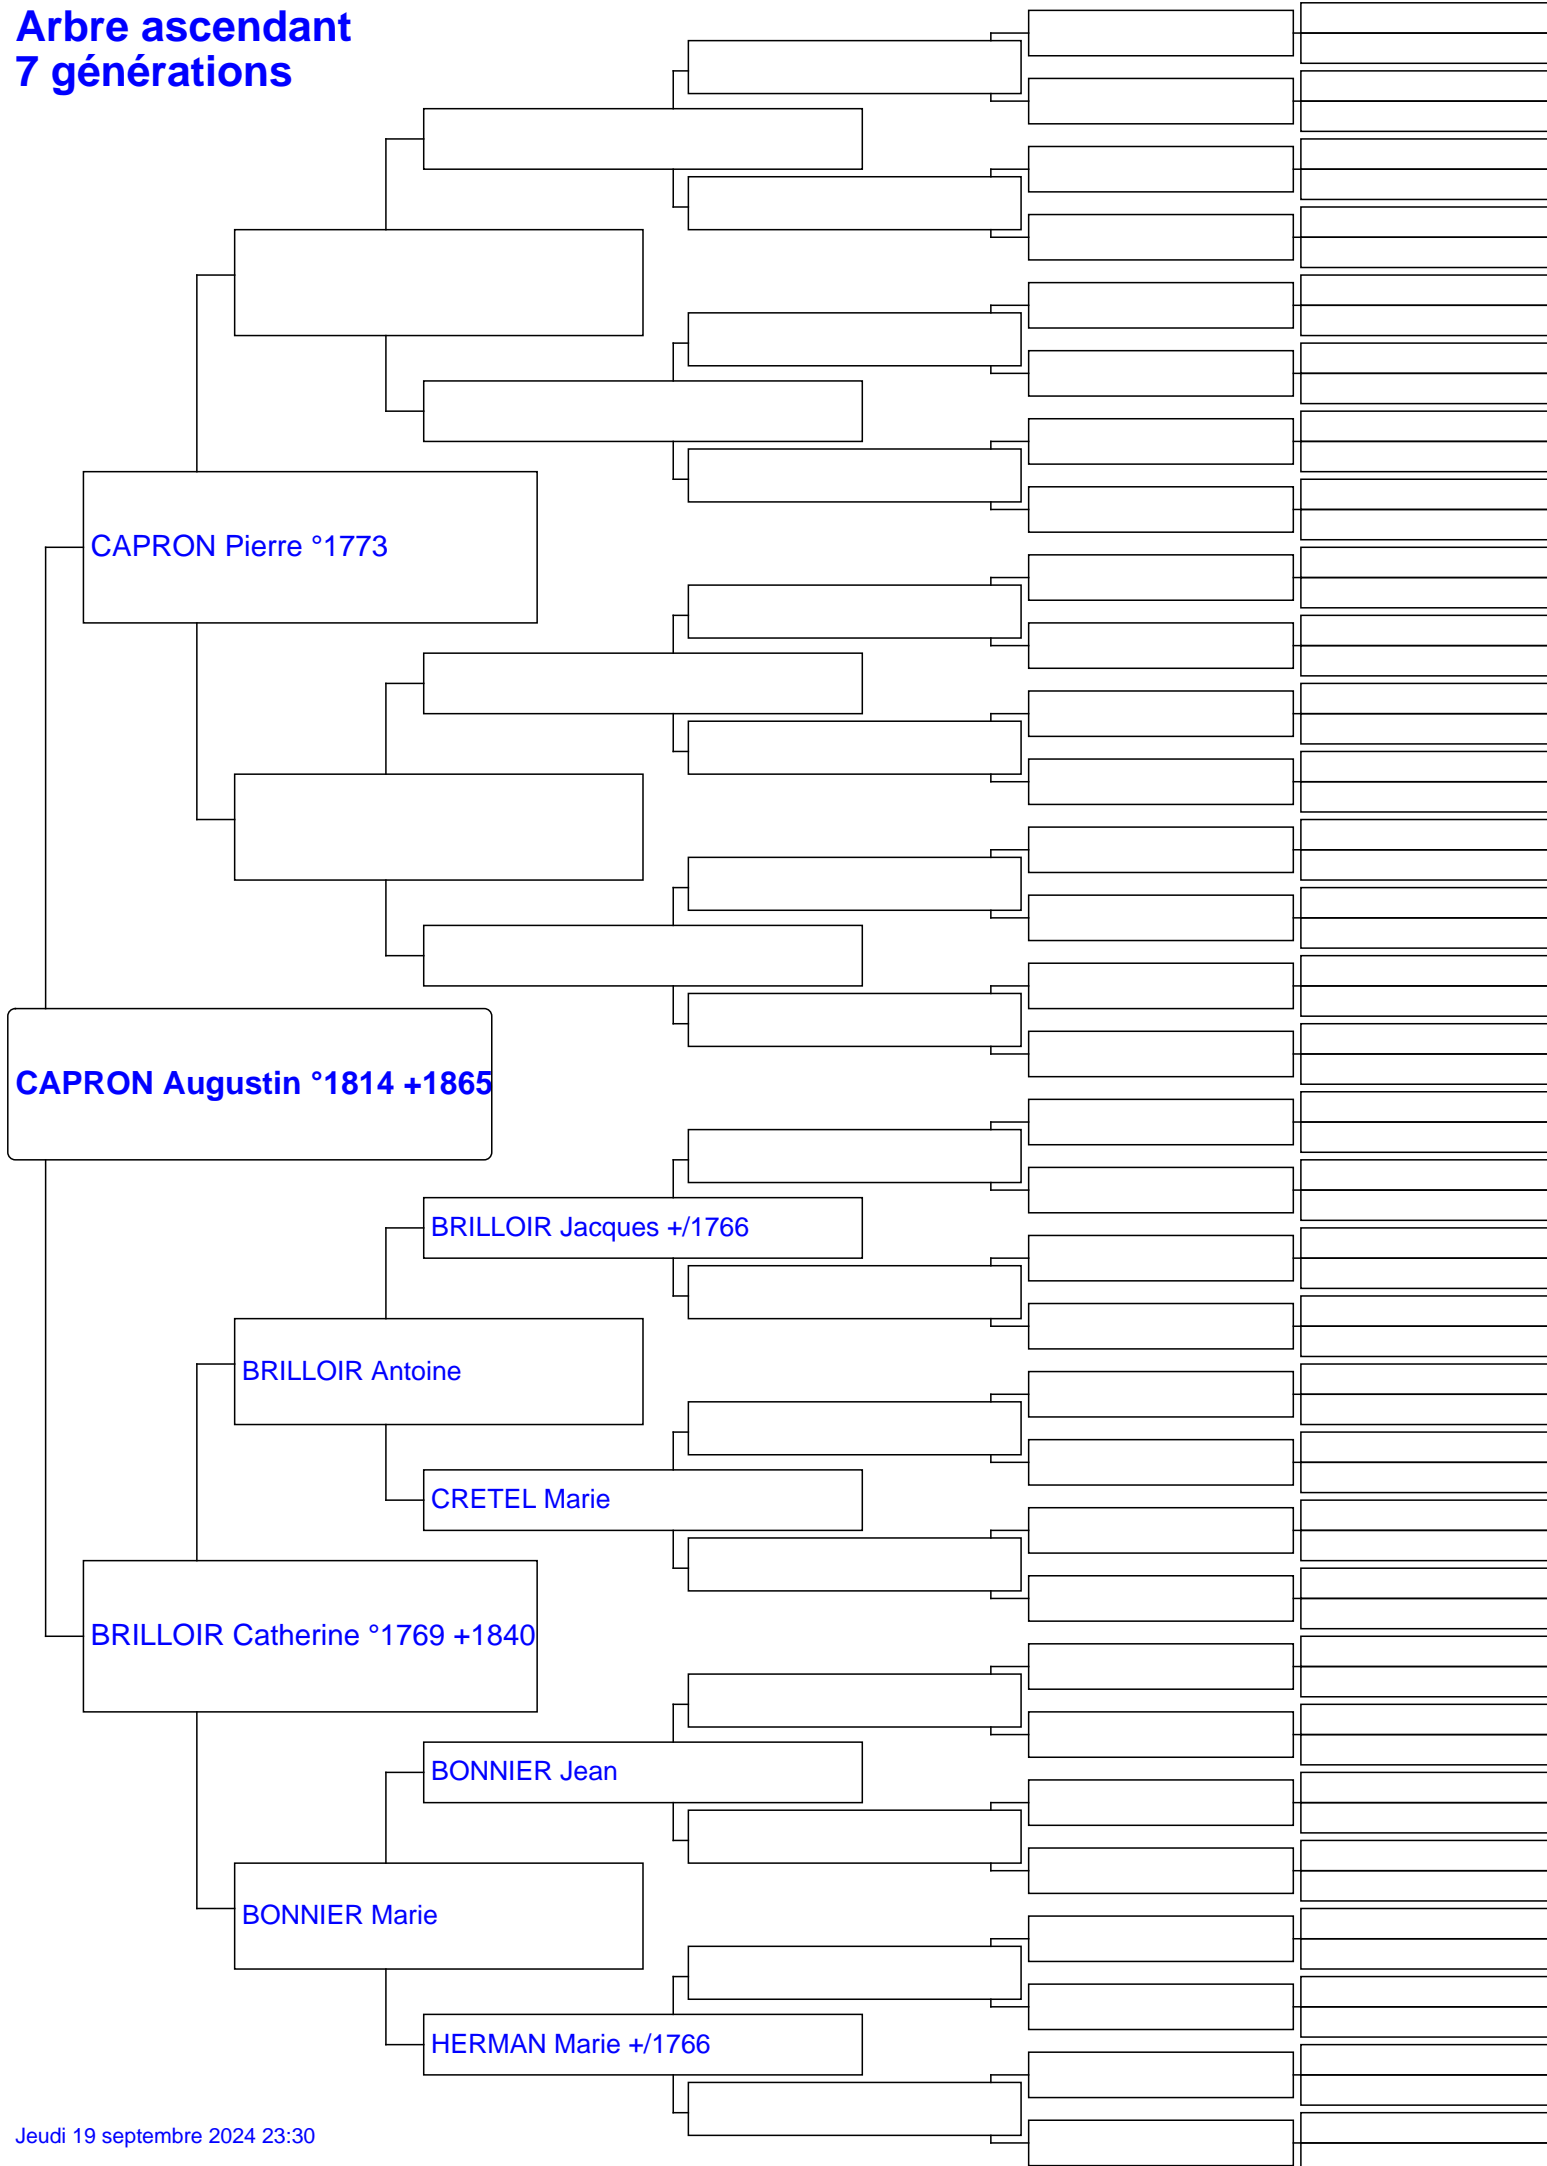 Arbre ascendant
7 générations
CAPRON Pierre °1773
CAPRON Augustin °1814 +1865
BRILLOIR Jacques +/1766
BRILLOIR Antoine
CRETEL Marie
BRILLOIR Catherine °1769 +1840
BONNIER Jean
BONNIER Marie
HERMAN Marie +/1766
Jeudi 19 septembre 2024 23:30